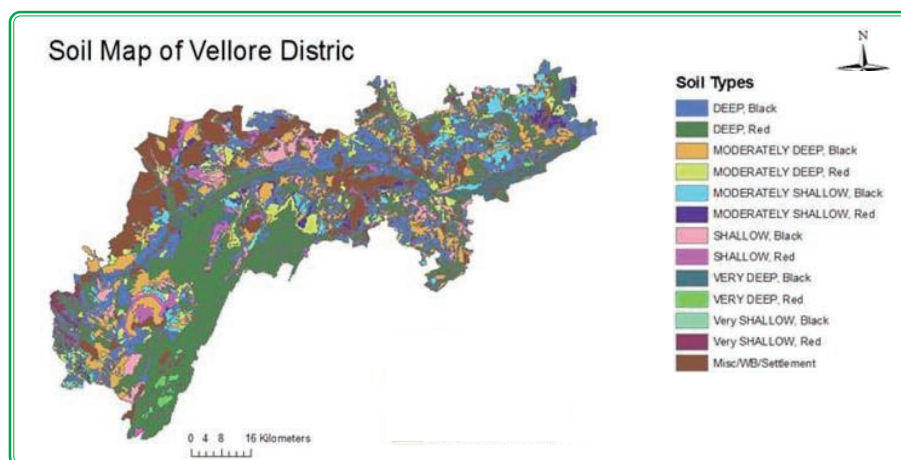 Soil Map of Vellore Distric
N
Soil Types
DEEP, Black
DEEP, Red
MODERATELY DEEP, Black
MODERATELY DEEP, Red
MODERATELY SHALLOW, Black
MODERATELY SHALLOW, Red
SHALLOW, Black
SHALLOW, Red
VERY DEEP, Black
VERY DEEP, Red
Very SHALLOW, Black
Very SHALLOW, Red
Misc/WB/Settlement
0 4 8 16 Kilometers